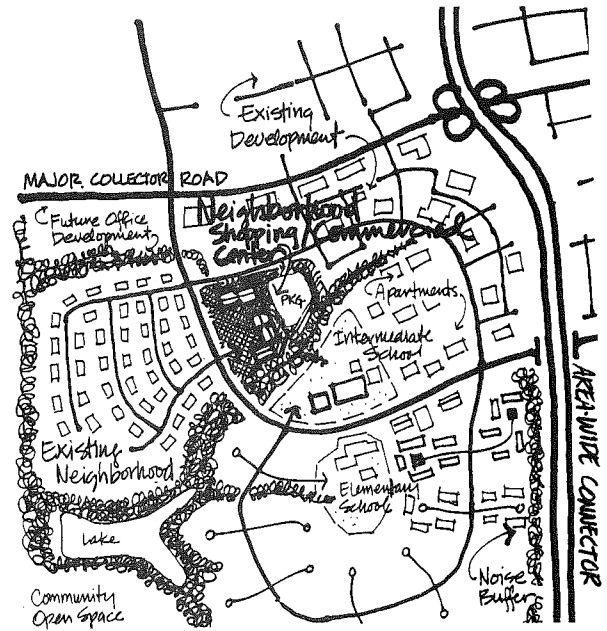 Existing
Development
MAJOR COLLECTOR ROAD
Future Office
Development
Neighborhood
Shopping/Commercial
Center
PKG
Apartments
Intermediate
School
Existing
Neighborhood
Elementary
School
Lake
Community
Open Space
Noise
Buffer
AREA-WIDE CONNECTOR